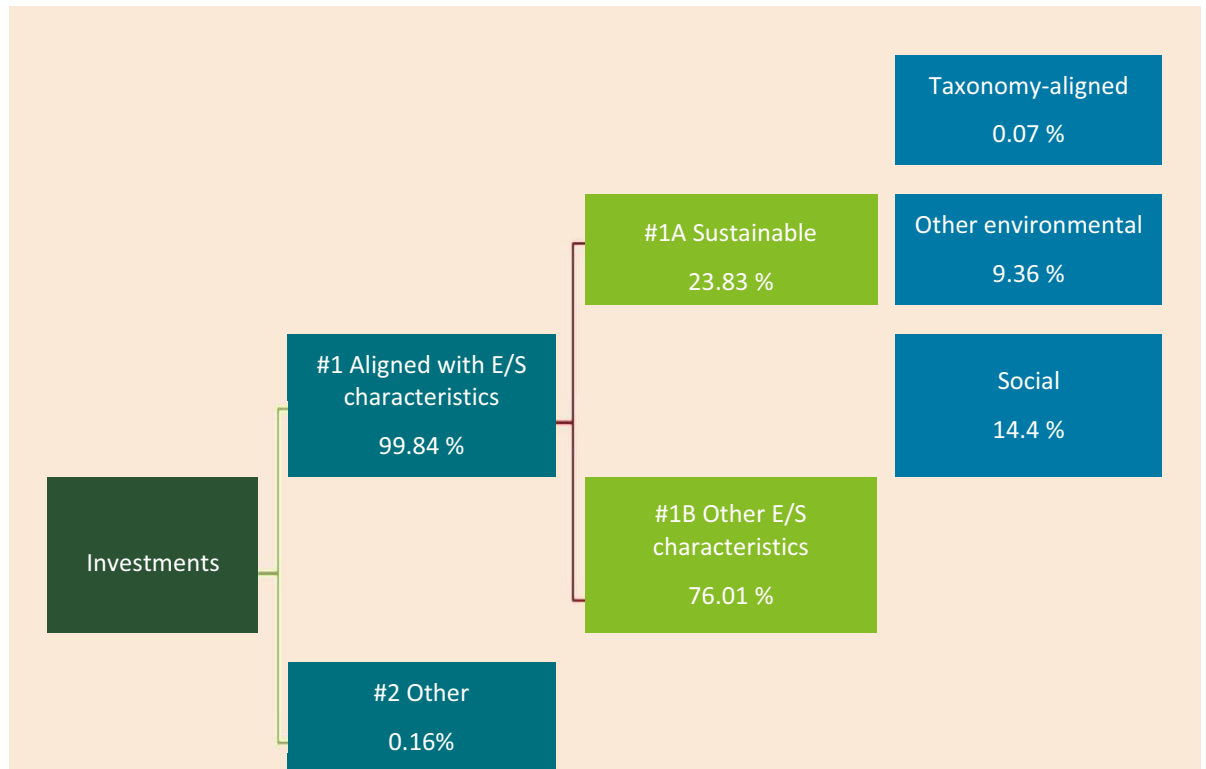 Taxonomy-aligned
0.07 %
#1A Sustainable
23.83 %
Other environmental
9.36 %
#1 Aligned with E/S
characteristics
99.84 %
Social
14.4 %
Investments
#1B Other E/S
characteristics
76.01 %
#2 Other
0.16%